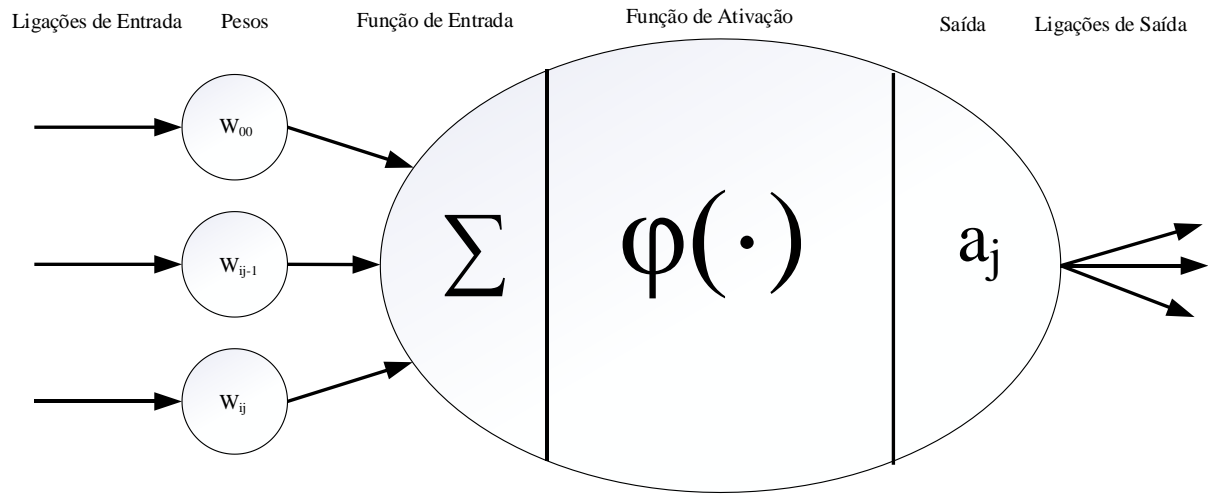 Ligações de Entrada Pesos Função de Entrada Função de Ativação Saída Ligações de Saída
W00
Wij-1
Wij
Σ φ(·) aj